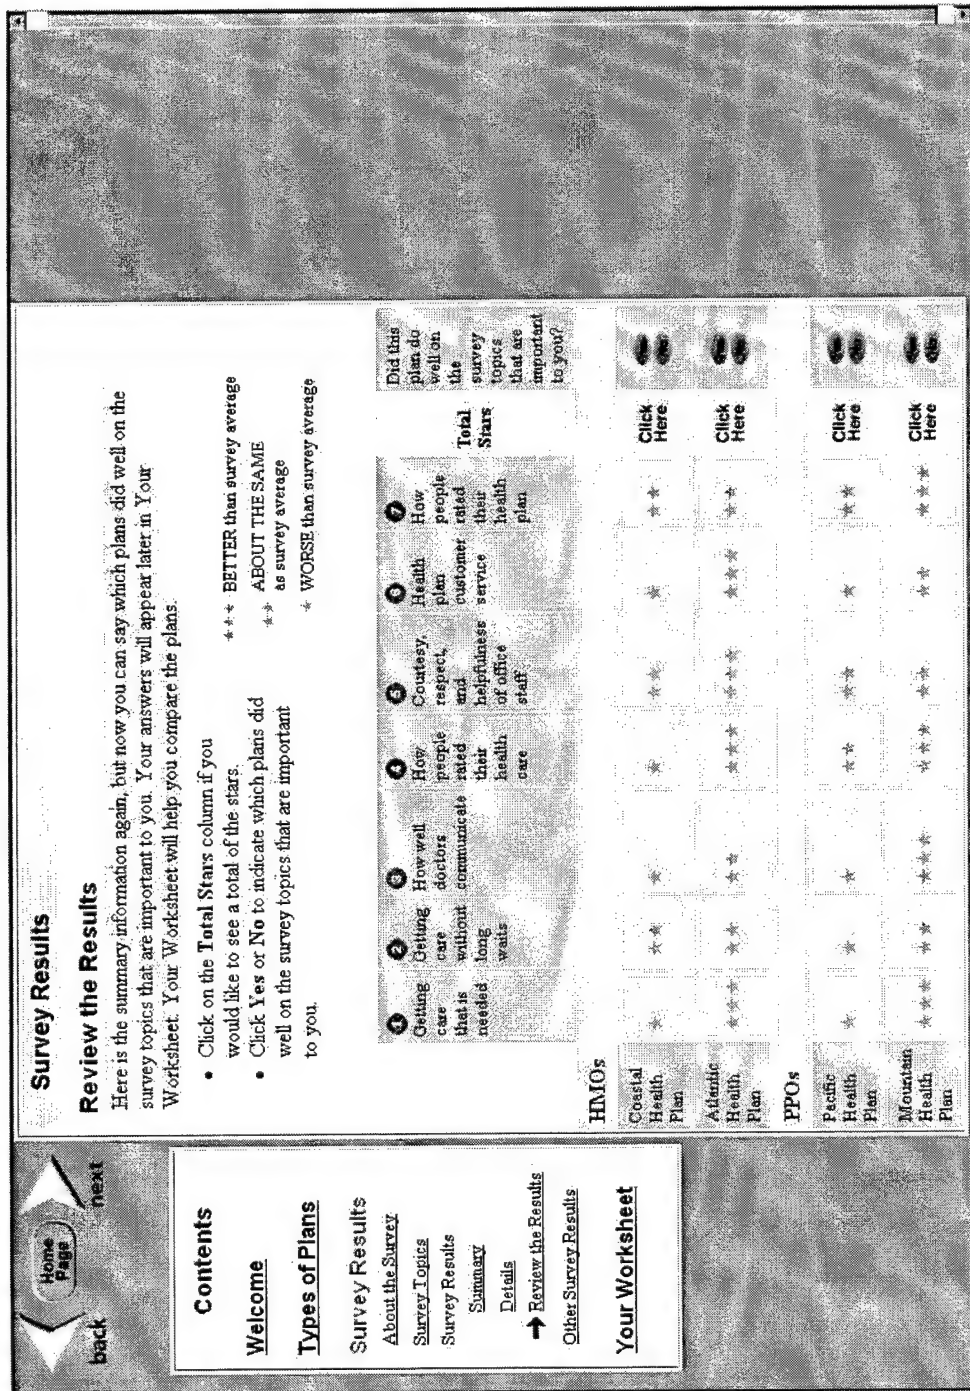 back
Home
Page
next
Contents
Welcome
Types of Plans
Survey Results
About the Survey
Survey Topics
Survey Results
Summary
Details
Review the Results
Other Survey Results
Your Worksheet
Survey Results
Review the Results
Here is the summary information again, but now you can say which plans did well on the
survey topics that are important to you. Your answers will appear later in Your
Worksheet. Your Worksheet will help you compare the plans.
• Click on the Total Stars column if you
would like to see a total of the stars.
• Click Yes or No to indicate which plans did
well on the survey topics that are important
to you.
★★★ BETTER than survey average
★★ ABOUT THE SAME
as survey average
★ WORSE than survey average
1
Getting
care
that is
needed
2
Getting
care
without
long
waits
3
How well
doctors
communicate
4
How
people
rated
their
health
care
5
Courtesy,
respect,
and
helpfulness
of office
staff
6
Health
plan
customer
service
7
How
people
rated
their
health
plan
Total
Stars
Did this
plan do
well on
the
survey
topics
that are
important
to you?
HMOs
Coastal
Health
Plan
★ ★★ ★ ★ ★★ ★ ★★
Click
Here
Atlantic
Health
Plan
★★★ ★★ ★★ ★★★ ★★★ ★★★ ★★
Click
Here
PPOs
Pacific
Health
Plan
★ ★ ★ ★★ ★★ ★ ★★
Click
Here
Mountain
Health
Plan
★★★ ★★ ★★★ ★★★ ★★ ★★ ★★★
Click
Here